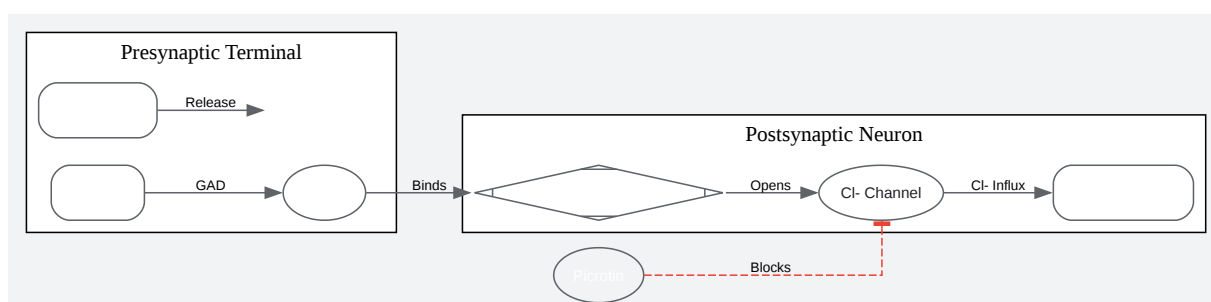 Presynaptic Terminal
Release
GAD
Binds
Postsynaptic Neuron
Opens
Cl- Channel
Cl- Influx
Picrotin
Blocks